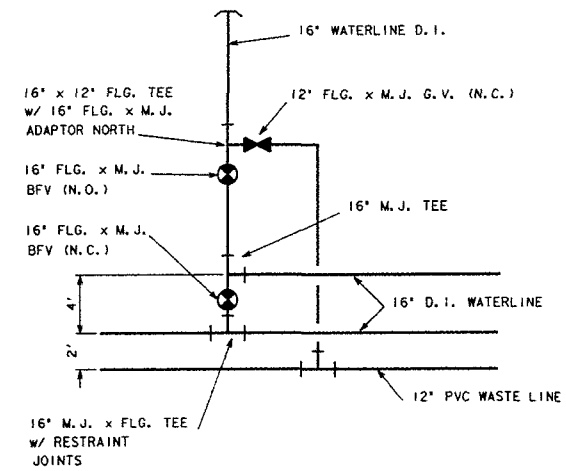 16" WATERLINE D.I.
16" x 12" FLG. TEE
w/ 16" FLG. x M.J.
ADAPTOR NORTH
12" FLG. x M.J. G.V. (N.C.)
16" FLG. x M.J.
BFV (N.O.)
16" M.J. TEE
16" FLG. x M.J.
BFV (N.C.)
4'
16" D.I. WATERLINE
2'
12" PVC WASTE LINE
16" M.J. x FLG. TEE
w/ RESTRAINT
JOINTS